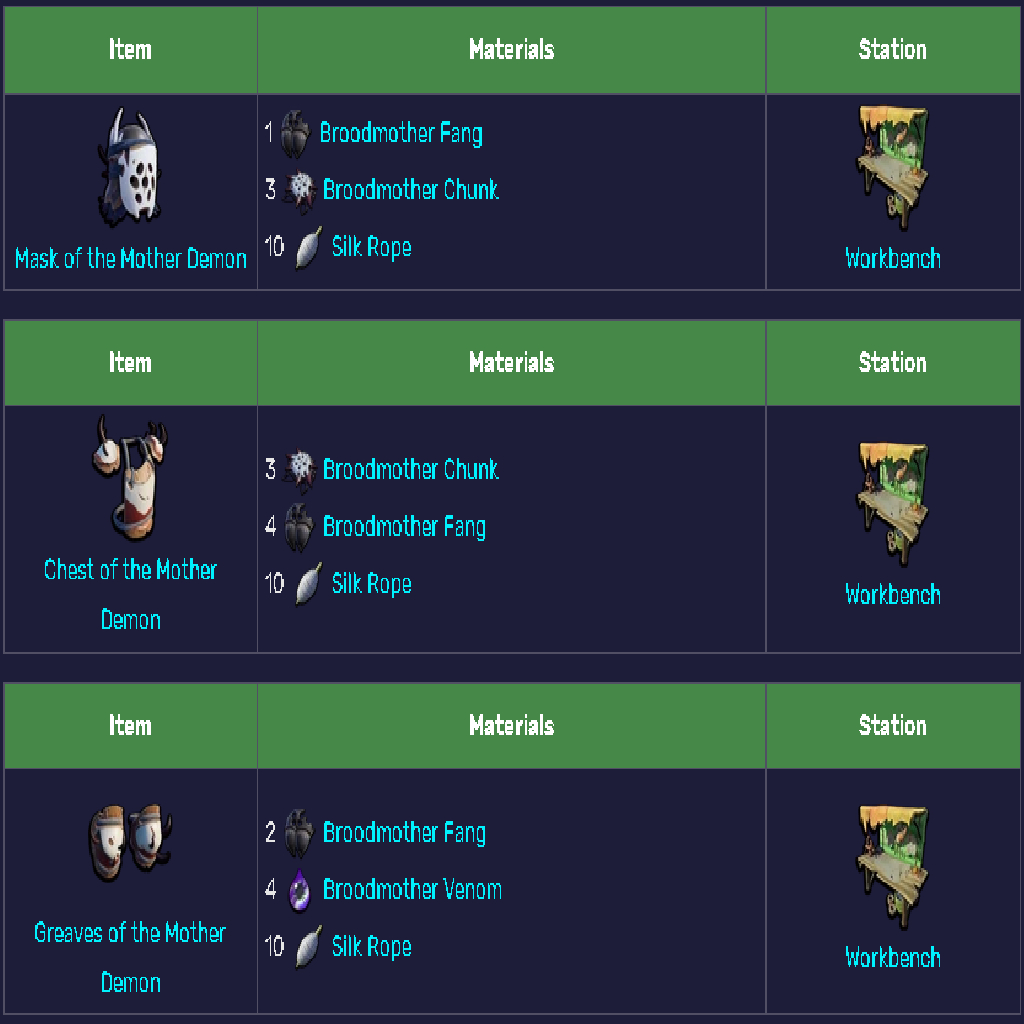 Item Materials Station
1 Broodmother Fang
3 Broodmother Chunk
10 Silk Rope
Mask of the Mother Demon Workbench
Item Materials Station
3 Broodmother Chunk
4 Broodmother Fang
10 Silk Rope
Chest of the Mother
Demon
Workbench
Item Materials Station
2 Broodmother Fang
4 Broodmother Venom
10 Silk Rope
Greaves of the Mother
Demon
Workbench